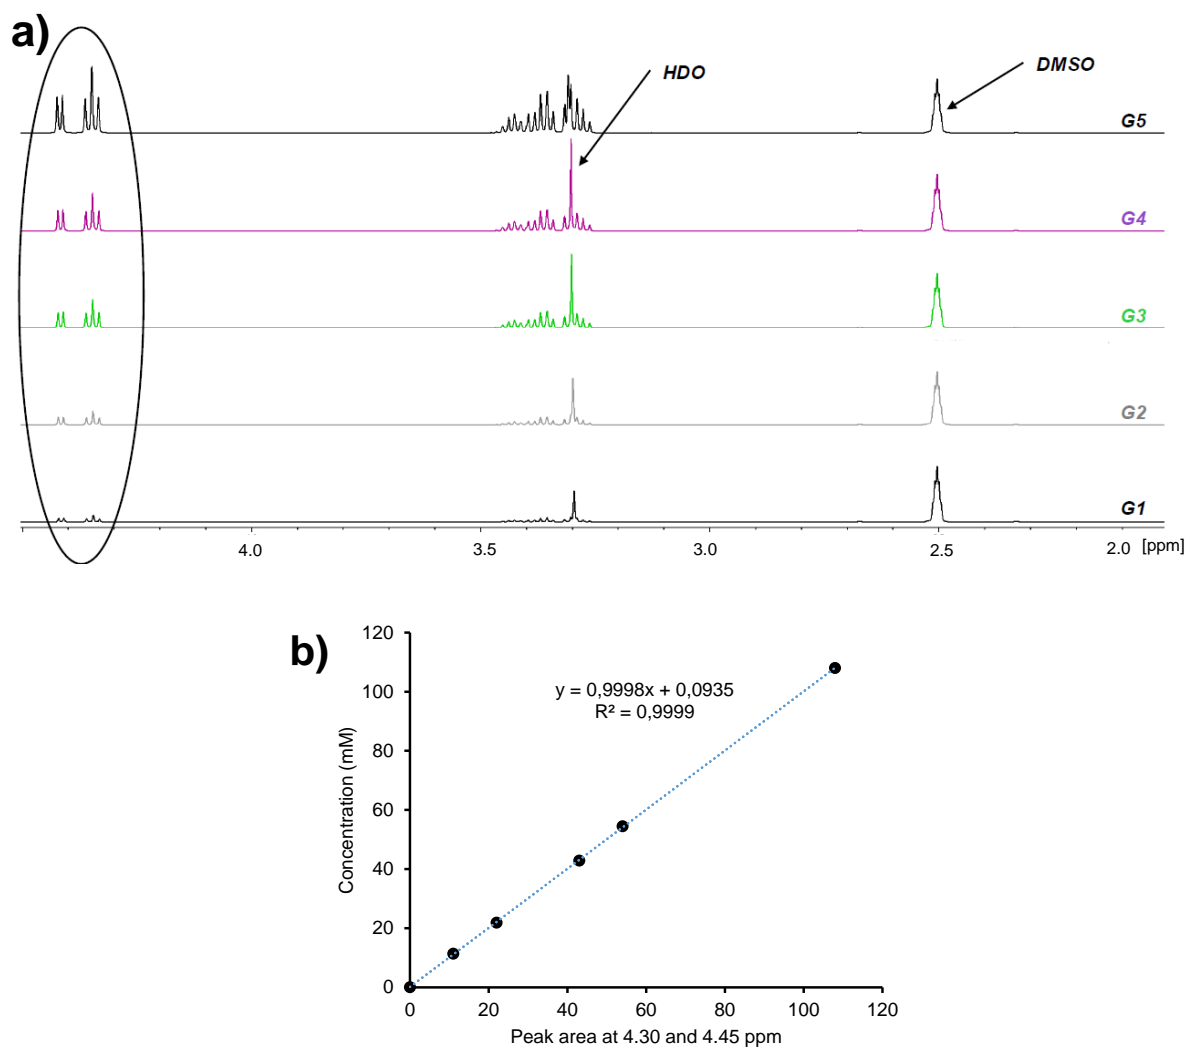 a)
HDO
DMSO
G5
G4
G3
G2
G1
4.0
3.5
3.0
2.5
2.0
[ppm]
b)
120
100
80
60
40
20
0
Concentration (mM)
y = 0,9998x + 0,0935
R² = 0,9999
0
20
40
60
80
100
120
Peak area at 4.30 and 4.45 ppm